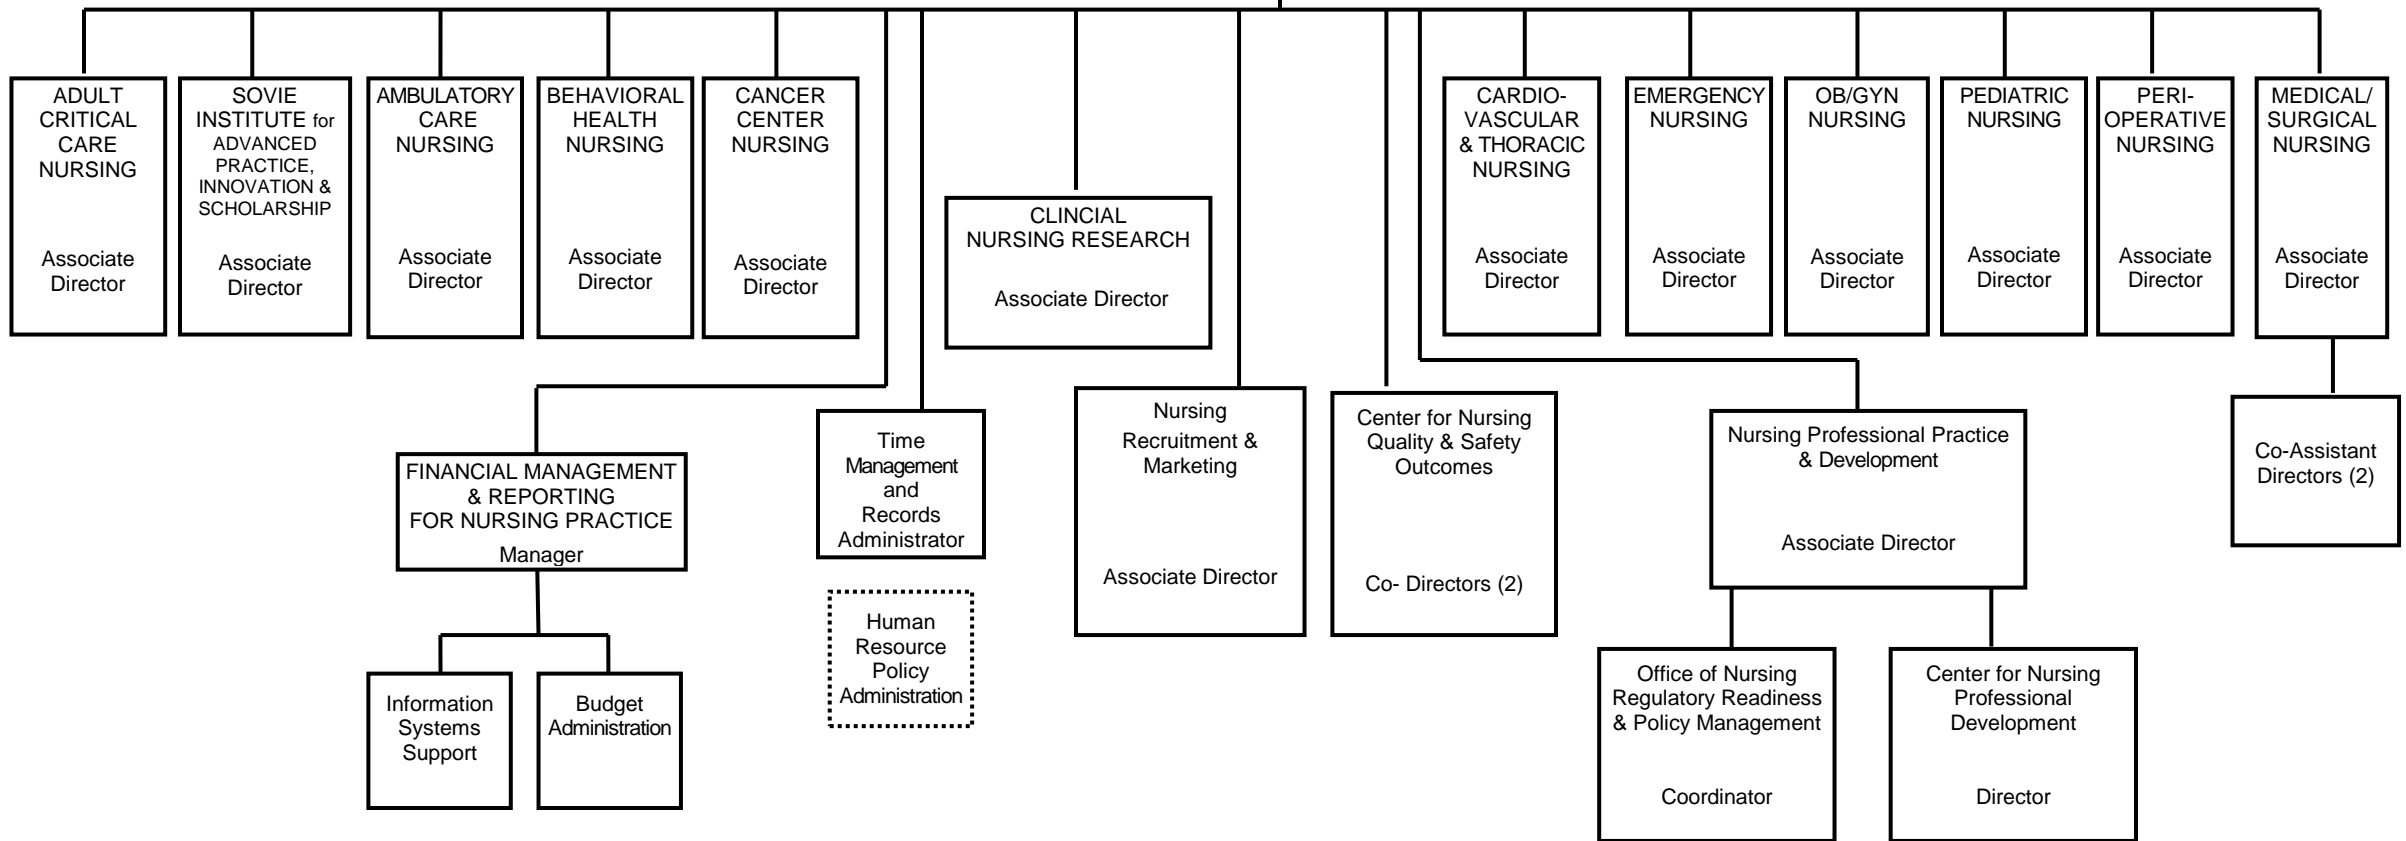 ADULT
CRITICAL
CARE
NURSING
Associate
Director
SOVIE
INSTITUTE for
ADVANCED
PRACTICE,
INNOVATION &
SCHOLARSHIP
Associate
Director
AMBULATORY
CARE
NURSING
Associate
Director
BEHAVIORAL
HEALTH
NURSING
Associate
Director
CANCER
CENTER
NURSING
Associate
Director
CLINCIAL
NURSING RESEARCH
Associate Director
CARDIO-
VASCULAR
& THORACIC
NURSING
Associate
Director
EMERGENCY
NURSING
Associate
Director
OB/GYN
NURSING
Associate
Director
PEDIATRIC
NURSING
Associate
Director
PERI-
OPERATIVE
NURSING
Associate
Director
MEDICAL/
SURGICAL
NURSING
Associate
Director
FINANCIAL MANAGEMENT
& REPORTING
FOR NURSING PRACTICE
Manager
Time
Management
and
Records
Administrator
Nursing
Recruitment &
Marketing
Associate Director
Center for Nursing
Quality & Safety
Outcomes
Co- Directors (2)
Nursing Professional Practice
& Development
Associate Director
Co-Assistant
Directors (2)
Human
Resource
Policy
Administration
Information
Systems
Support
Budget
Administration
Office of Nursing
Regulatory Readiness
& Policy Management
Coordinator
Center for Nursing
Professional
Development
Director